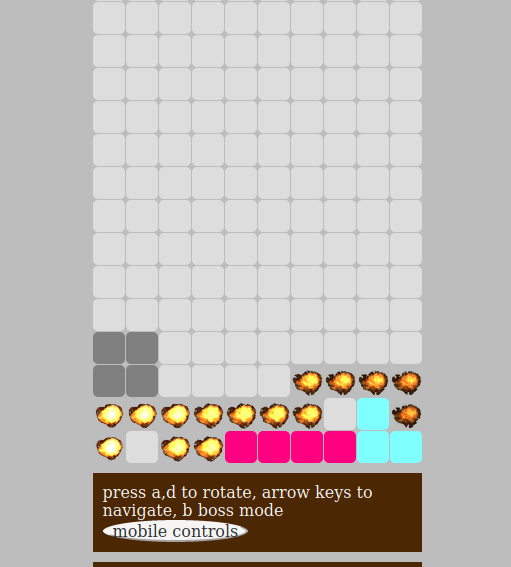 press a,d to rotate, arrow keys to
navigate, b boss mode
mobile controls